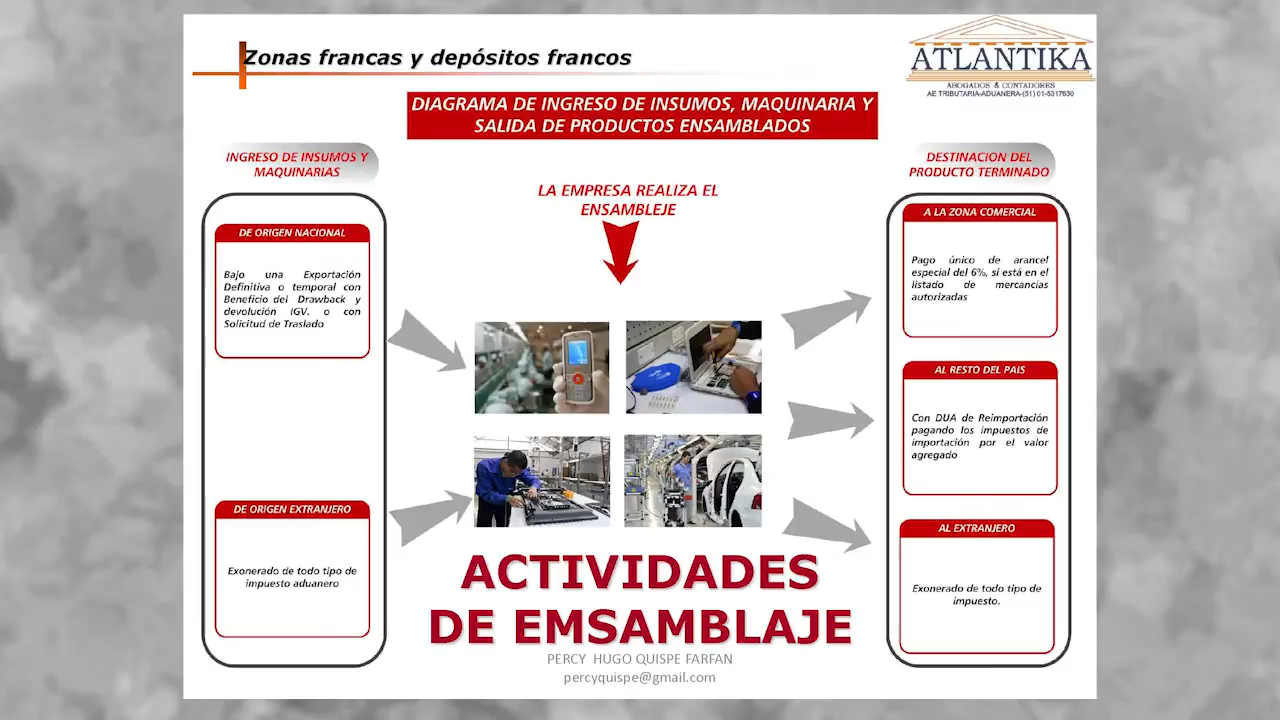 Zonas francas y depósitos francos
ATLANTIKA
ABOGADOS & CONTADORES
AE TRIBUTARIA-ADUANERA-(51) 01-5317630
DIAGRAMA DE INGRESO DE INSUMOS, MAQUINARIA Y
SALIDA DE PRODUCTOS ENSAMBLADOS
INGRESO DE INSUMOS Y
MAQUINARIAS
DE ORIGEN NACIONAL
Bajo una Exportación
Definitiva o temporal con
Beneficio del Drawback y
devolución IGV. o con
Solicitud de Traslado
DE ORIGEN EXTRANJERO
Exonerado de todo tipo de
impuesto aduanero
LA EMPRESA REALIZA EL
ENSAMBLEJE
ACTIVIDADES
DE EMSAMBLAJE
PERCY HUGO QUISPE FARFAN
percyquispe@gmail.com
DESTINACION DEL
PRODUCTO TERMINADO
A LA ZONA COMERCIAL
Pago único de arancel
especial del 6%, si está en el
listado de mercancías
autorizadas
AL RESTO DEL PAIS
Con DUA de Reimportación
pagando los impuestos de
importación por el valor
agregado
AL EXTRANJERO
Exonerado de todo tipo de
impuesto.